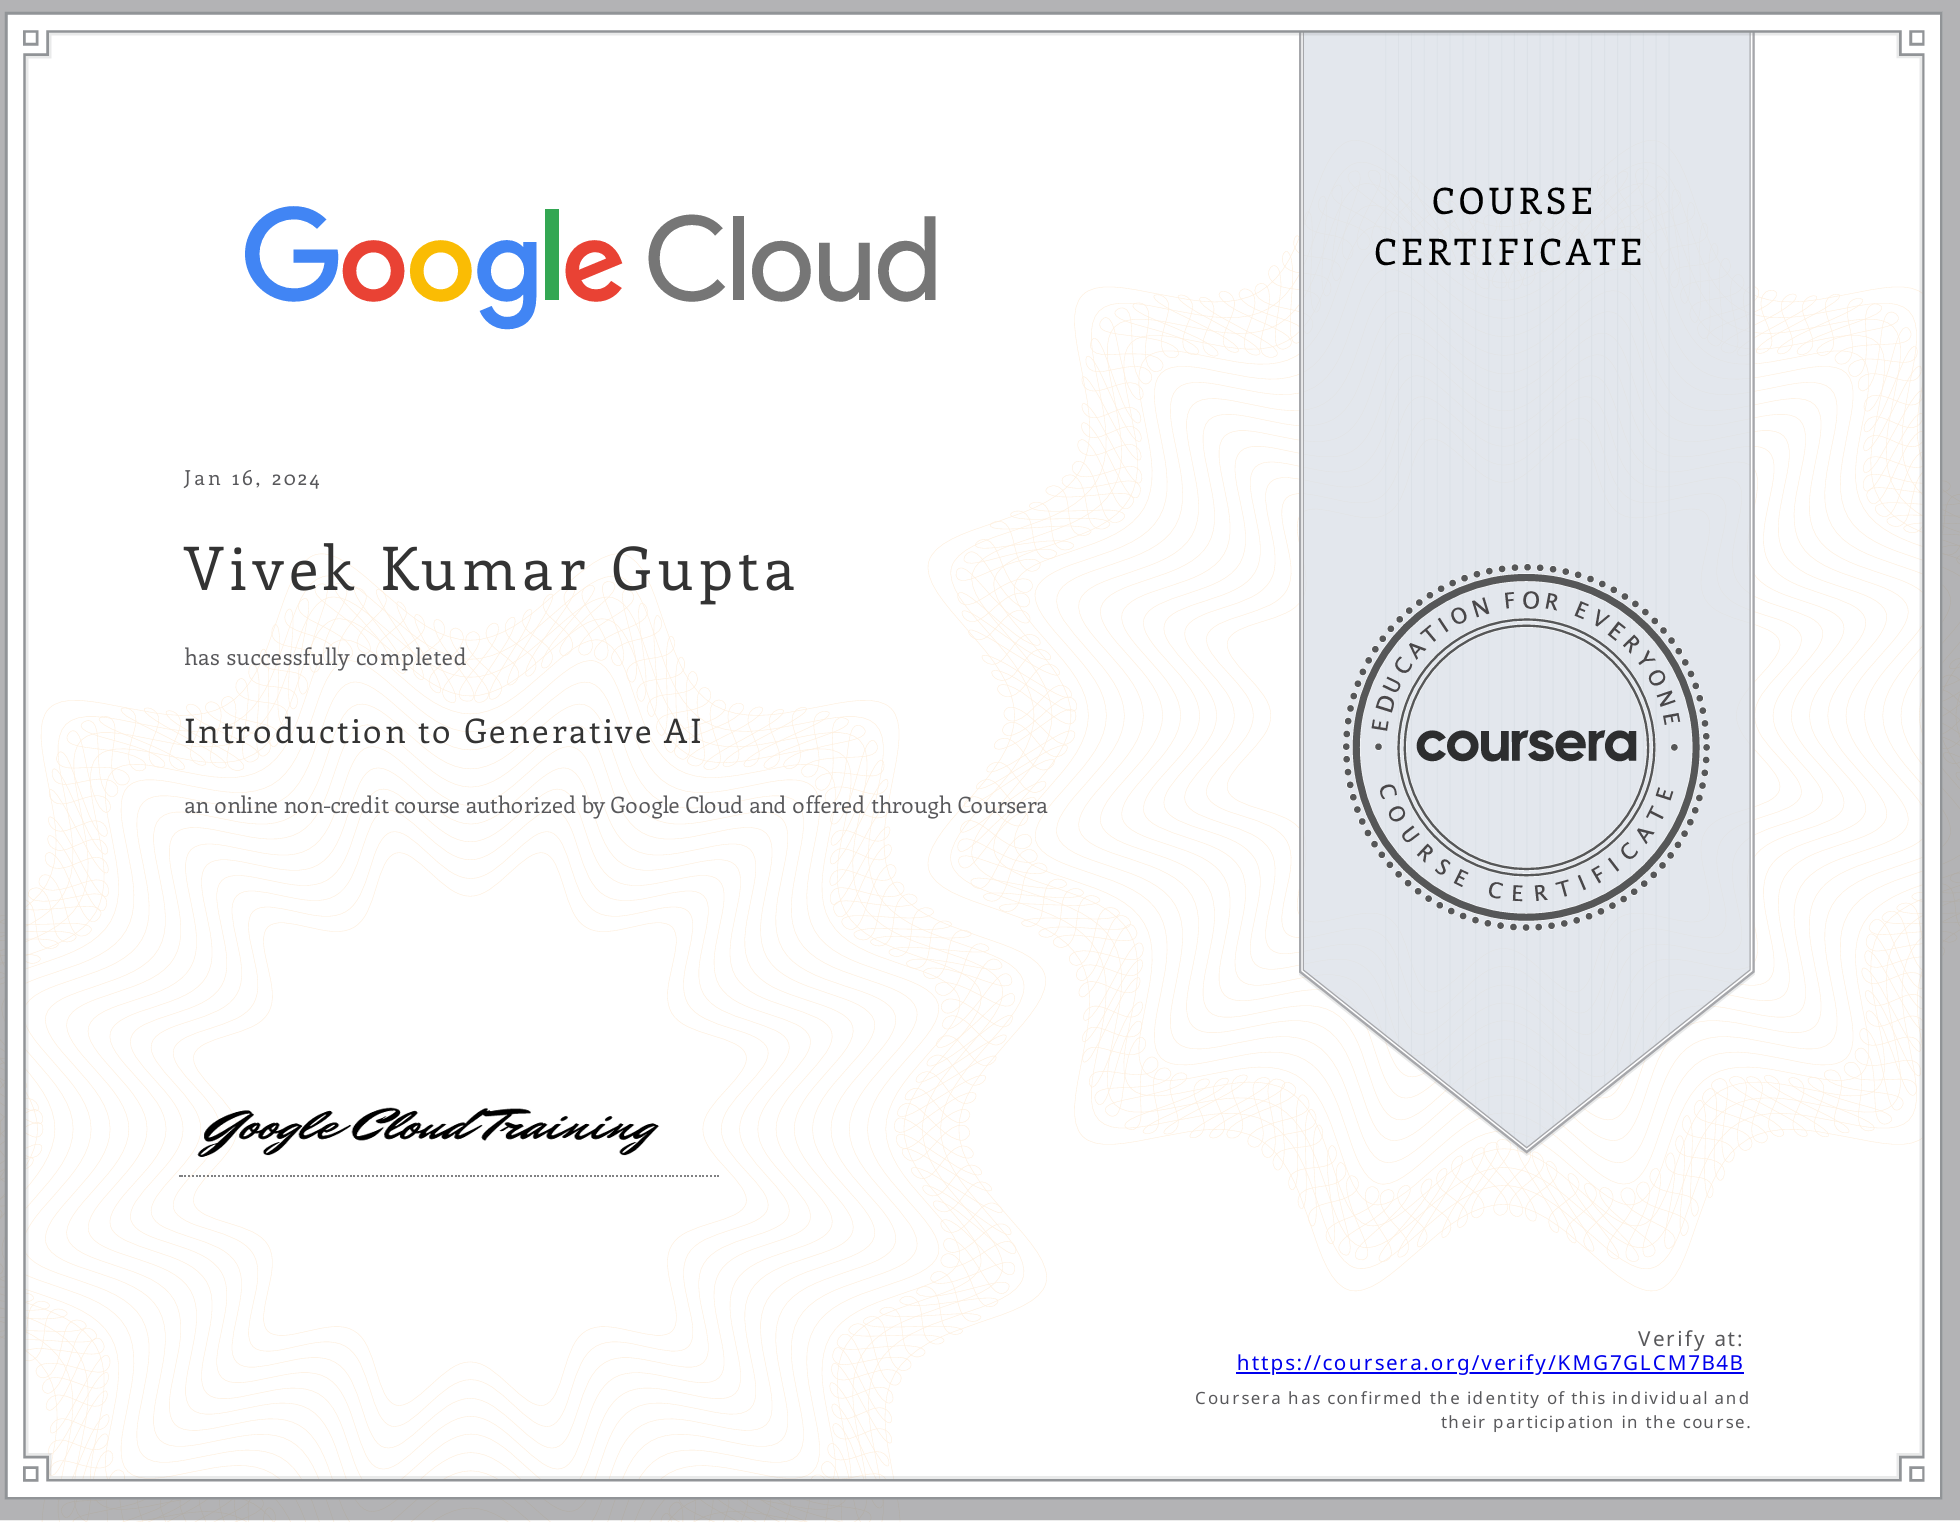 Google Cloud
COURSE
CERTIFICATE
Jan 16, 2024
Vivek Kumar Gupta
has successfully completed
Introduction to Generative AI
an online non-credit course authorized by Google Cloud and offered through Coursera
EDUCATION FOR EVERYONE
coursera
COURSE CERTIFICATE
Google Cloud Training
Verify at:
https://coursera.org/verify/KMG7GLCM7B4B
Coursera has confirmed the identity of this individual and
their participation in the course.